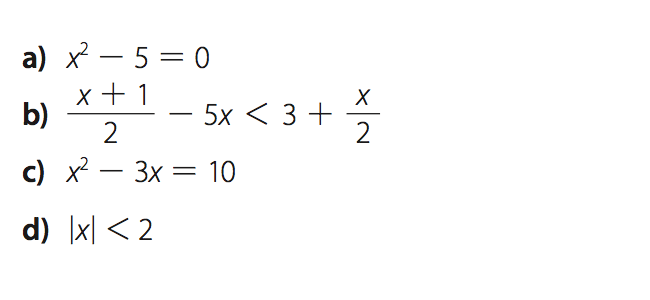 a) x² − 5 = 0
b) (x + 1)/2 − 5x < 3 + x/2
c) x² − 3x = 10
d) |x| < 2